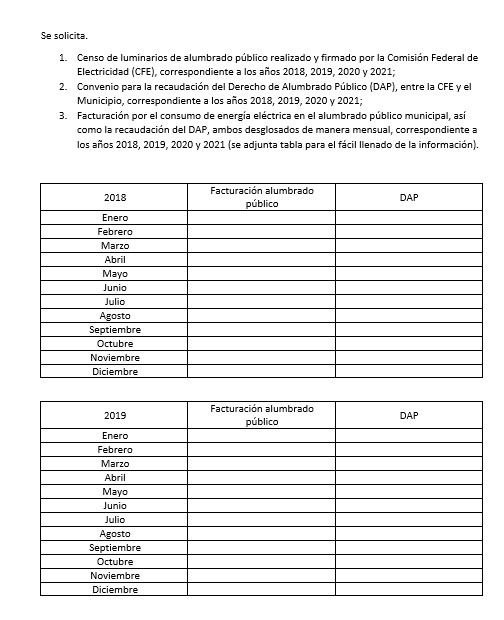 Se solicita.
1. Censo de luminarios de alumbrado público realizado y firmado por la Comisión Federal de
Electricidad (CFE), correspondiente a los años 2018, 2019, 2020 y 2021;
2. Convenio para la recaudación del Derecho de Alumbrado Público (DAP), entre la CFE y el
Municipio, correspondiente a los años 2018, 2019, 2020 y 2021;
3. Facturación por el consumo de energía eléctrica en el alumbrado público municipal, así
como la recaudación del DAP, ambos desglosados de manera mensual, correspondiente a
los años 2018, 2019, 2020 y 2021 (se adjunta tabla para el fácil llenado de la información).
2018 Facturación alumbrado DAP
público
Enero
Febrero
Marzo
Abril
Mayo
Junio
Julio
Agosto
Septiembre
Octubre
Noviembre
Diciembre
2019 Facturación alumbrado DAP
público
Enero
Febrero
Marzo
Abril
Mayo
Junio
Julio
Agosto
Septiembre
Octubre
Noviembre
Diciembre